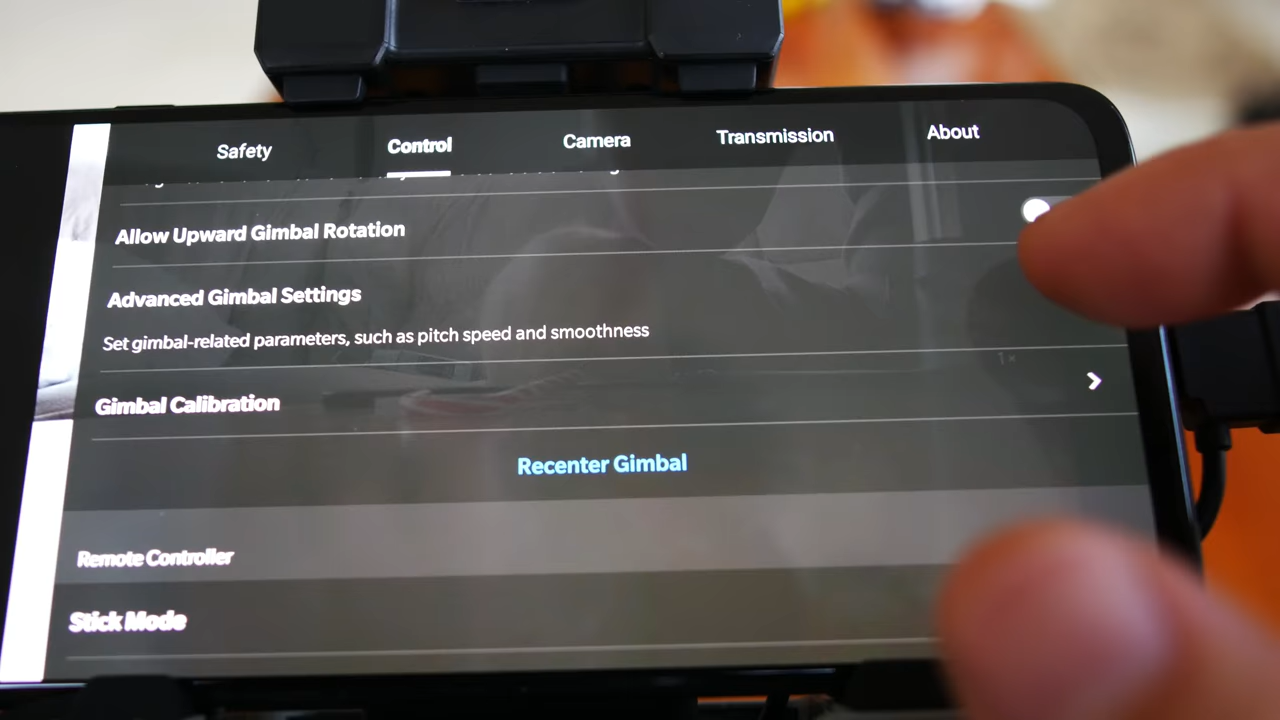 Safety Control Camera Transmission About
Allow Upward Gimbal Rotation
Advanced Gimbal Settings
Set gimbal-related parameters, such as pitch speed and smoothness
1×
Gimbal Calibration
Recenter Gimbal
Remote Controller
Stick Mode